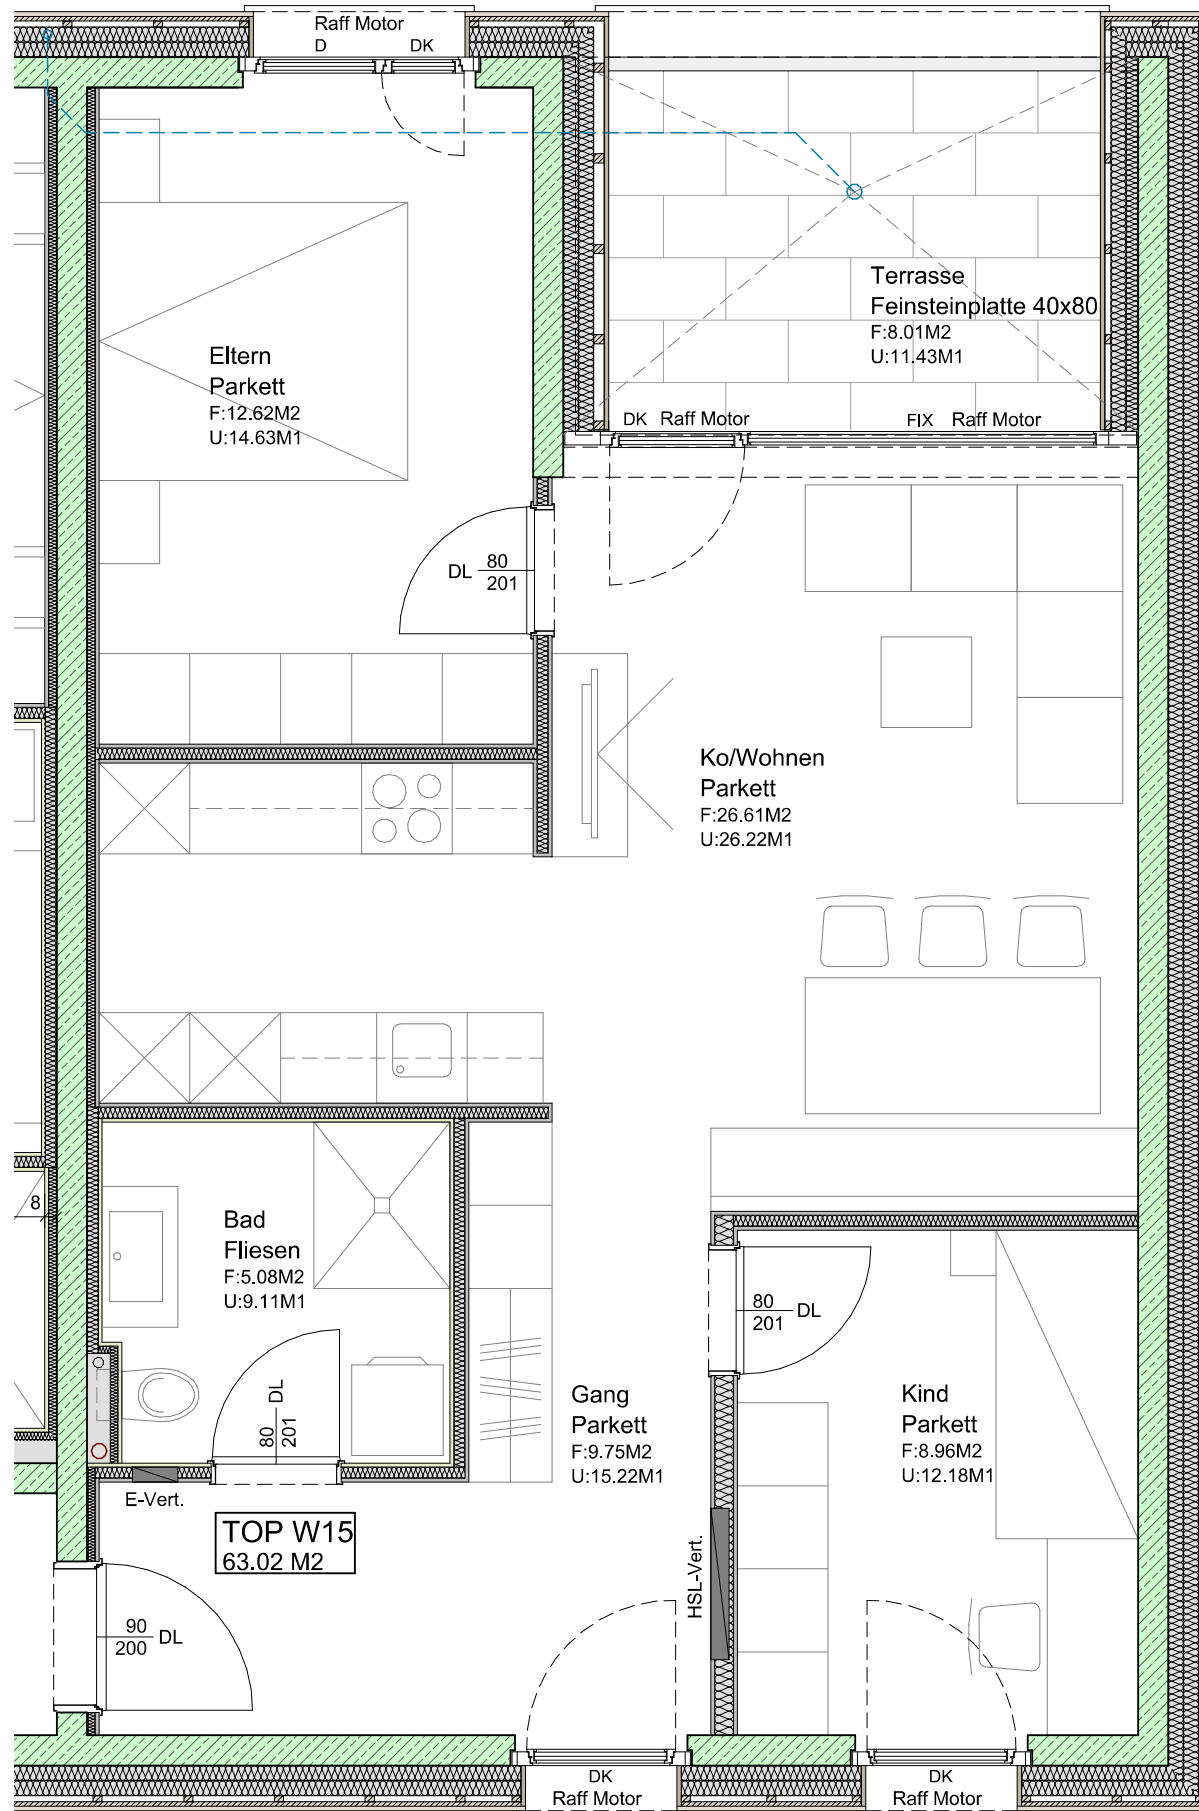 Raff Motor
D DK
Terrasse
Feinsteinplatte 40x80
F:8.01M2
U:11.43M1
Eltern
Parkett
F:12.62M2
U:14.63M1
DK Raff Motor
FIX Raff Motor
DL 80
201
Ko/Wohnen
Parkett
F:26.61M2
U:26.22M1
8
Bad
Fliesen
F:5.08M2
U:9.11M1
80 DL
201
80 DL
201
Gang
Parkett
F:9.75M2
U:15.22M1
Kind
Parkett
F:8.96M2
U:12.18M1
E-Vert.
TOP W15
63.02 M2
HSL-Vert.
90 DL
200
DK
Raff Motor
DK
Raff Motor